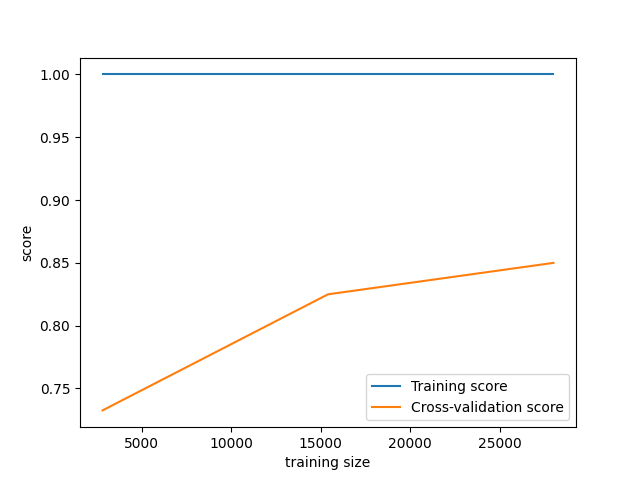 1.00
0.95
0.90
0.85
0.80
0.75
score
5000 10000 15000 20000 25000
training size
Training score
Cross-validation score